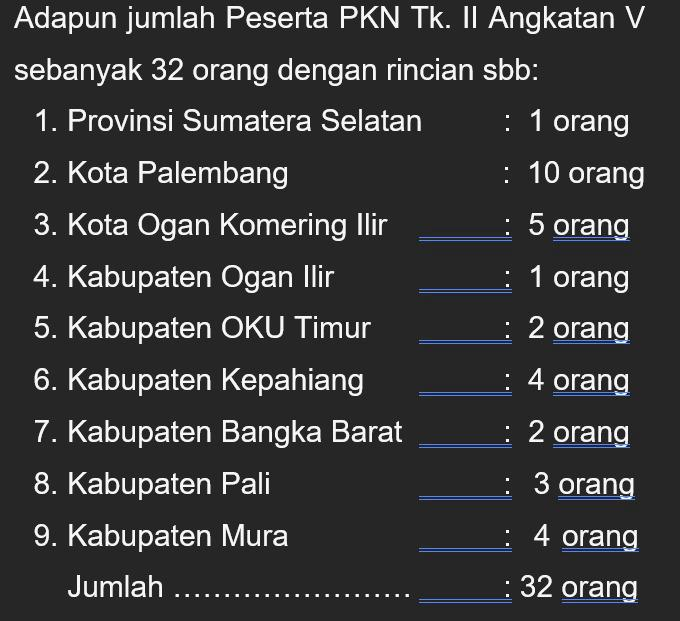 Adapun jumlah Peserta PKN Tk. II Angkatan V
sebanyak 32 orang dengan rincian sbb:
1. Provinsi Sumatera Selatan : 1 orang
2. Kota Palembang : 10 orang
3. Kota Ogan Komering Ilir : 5 orang
4. Kabupaten Ogan Ilir : 1 orang
5. Kabupaten OKU Timur : 2 orang
6. Kabupaten Kepahiang : 4 orang
7. Kabupaten Bangka Barat : 2 orang
8. Kabupaten Pali : 3 orang
9. Kabupaten Mura : 4 orang
Jumlah ........................ : 32 orang